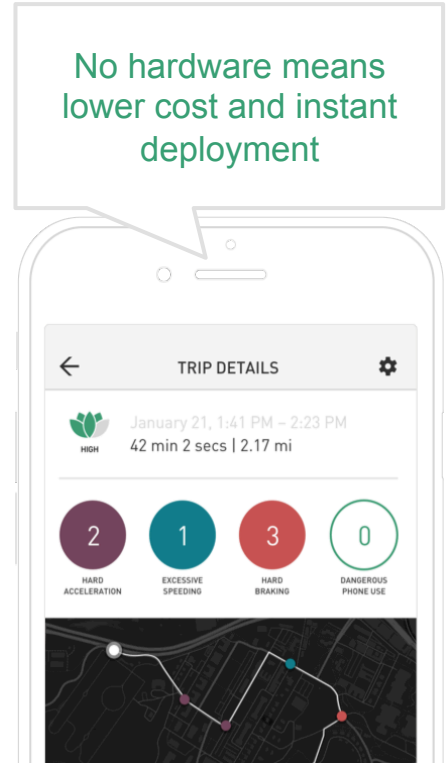 No hardware means
lower cost and instant
deployment
TRIP DETAILS
January 21, 1:41 PM – 2:23 PM
HIGH
42 min 2 secs | 2.17 mi
2
1
3
0
HARD
ACCELERATION
EXCESSIVE
SPEEDING
HARD
BRAKING
DANGEROUS
PHONE USE